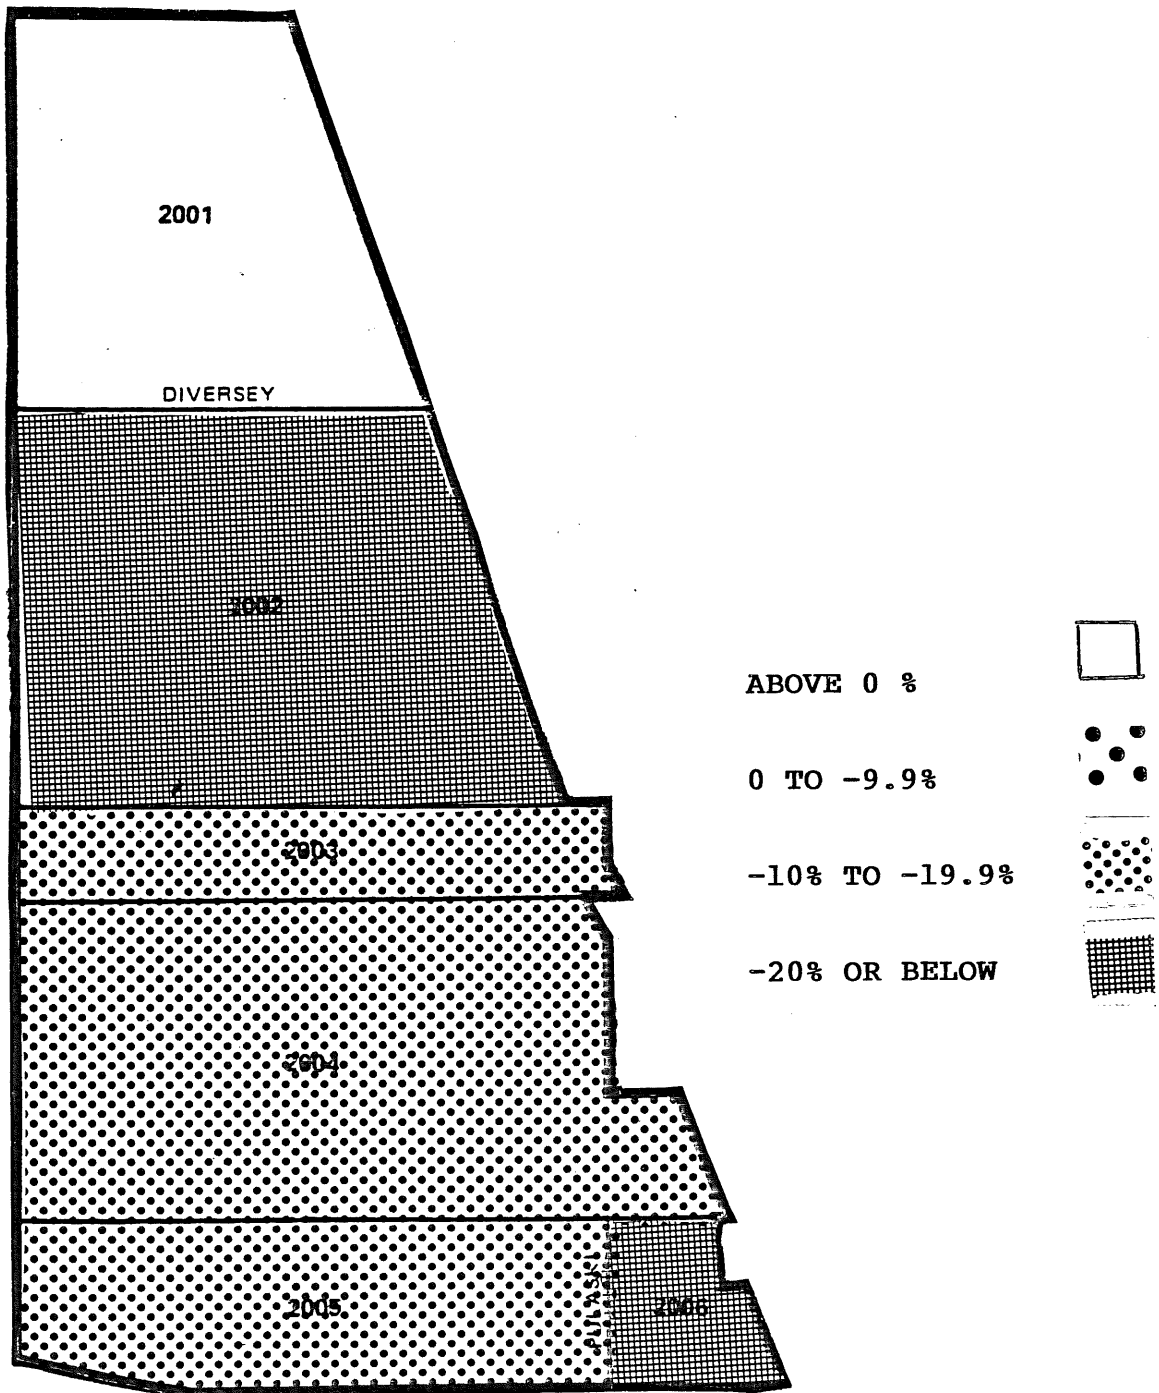 2001
DIVERSEY
2002
ABOVE 0 %
0 TO -9.9%
2003
-10% TO -19.9%
-20% OR BELOW
2004
PULASKI
2005
2006